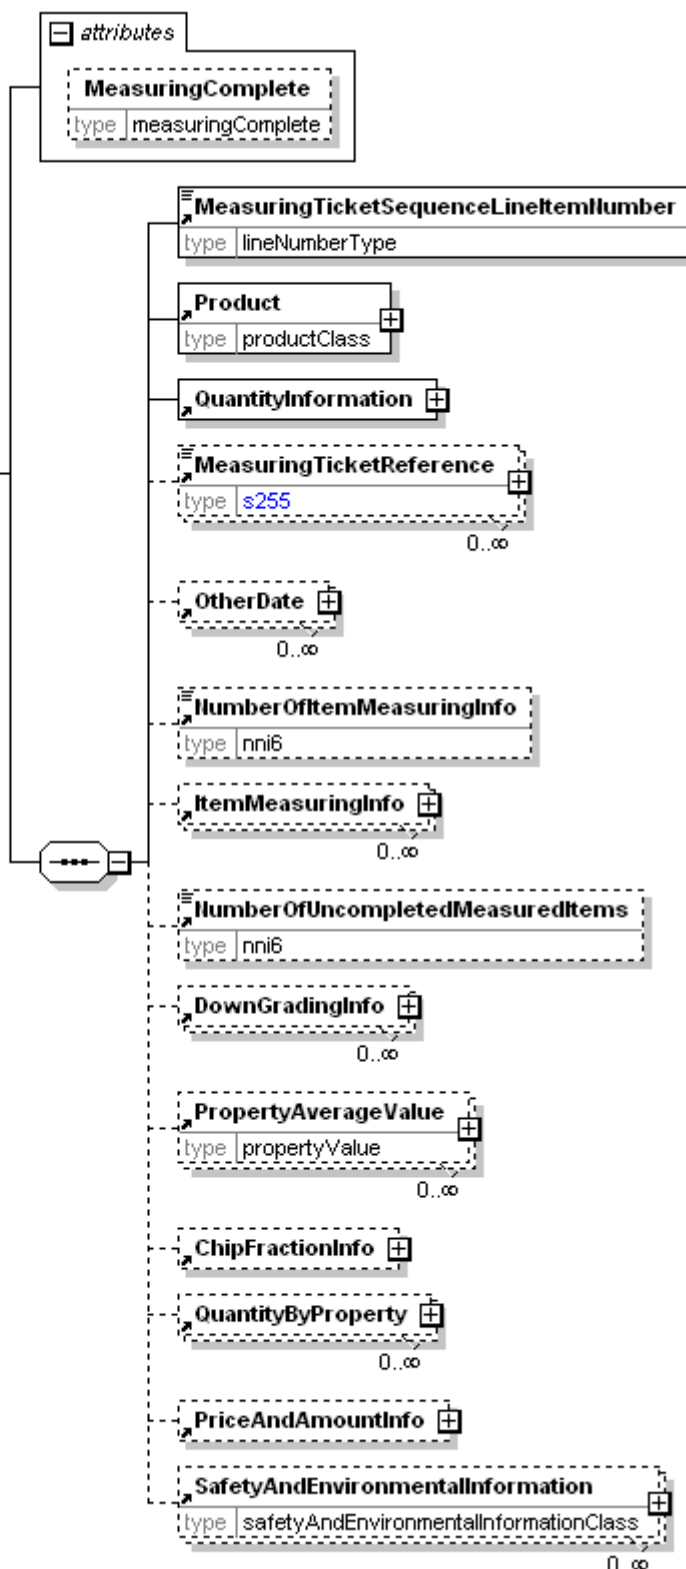 attributes
MeasuringComplete
type measuringComplete
MeasuringTicketSequenceLineItemNumber
type lineNumberType
Product
type productClass
QuantityInformation
MeasuringTicketReference
type s255
0..∞
OtherDate
0..∞
NumberOfItemMeasuringInfo
type nni6
ItemMeasuringInfo
0..∞
NumberOfUncompletedMeasuredItems
type nni6
DownGradingInfo
0..∞
PropertyAverageValue
type propertyValue
0..∞
ChipFractionInfo
QuantityByProperty
0..∞
PriceAndAmountInfo
SafetyAndEnvironmentalInformation
type safetyAndEnvironmentalInformationClass
0..∞